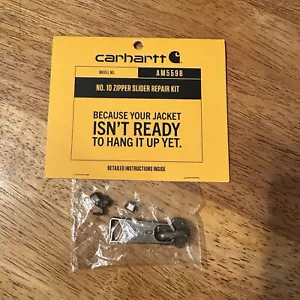 carhartt
MODEL NO. AM5598
NO. 10 ZIPPER SLIDER REPAIR KIT
BECAUSE YOUR JACKET
ISN'T READY
TO HANG IT UP YET.
DETAILED INSTRUCTIONS INSIDE